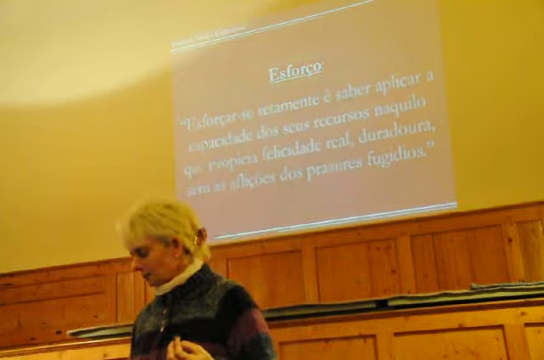 Esforço:
“Esforçar-se retamente é saber aplicar a
capacidade dos seus recursos naquilo
que propicia felicidade real, duradoura,
sem as aflições dos prazeres fugidios.”